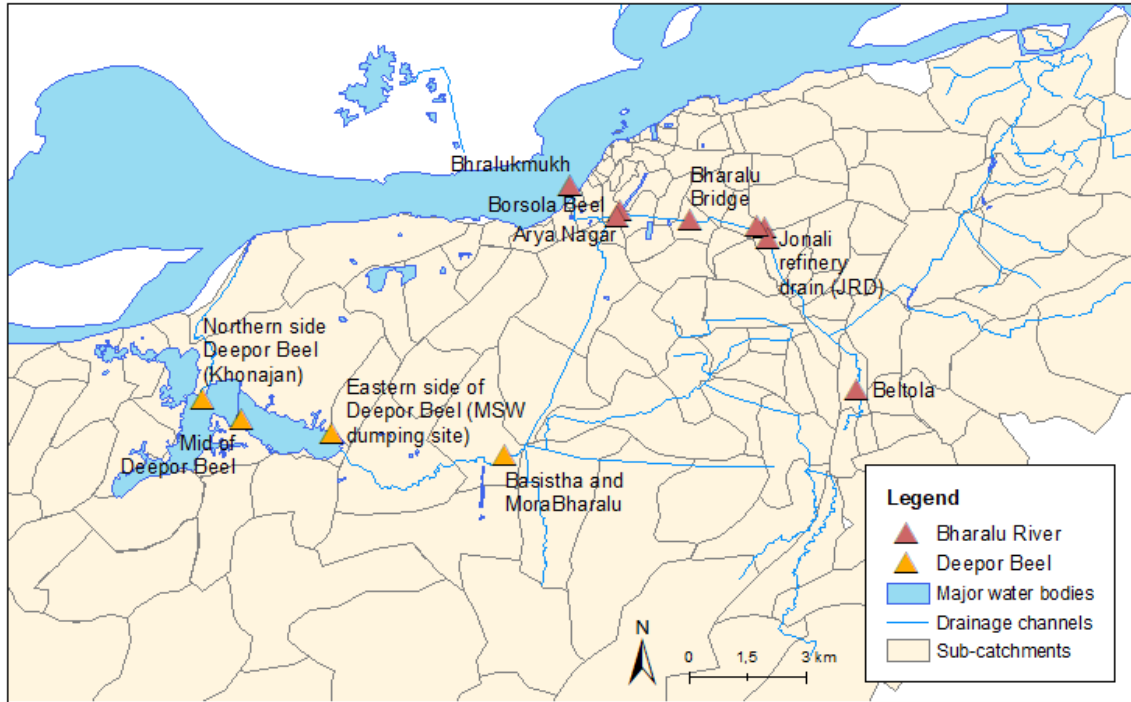 Bhralukmukh
Borsola Beel
Arya Nagar
Bharalu
Bridge
Jonali
refinery
drain (JRD)
Northern side
Deepor Beel
(Khonajan)
Eastern side of
Deepor Beel (MSW
dumping site)
Beltola
Mid of
Deepor Beel
Basistha and
MoraBharalu
Legend
Bharalu River
Deepor Beel
Major water bodies
Drainage channels
Sub-catchments
N
0 1,5 3 km